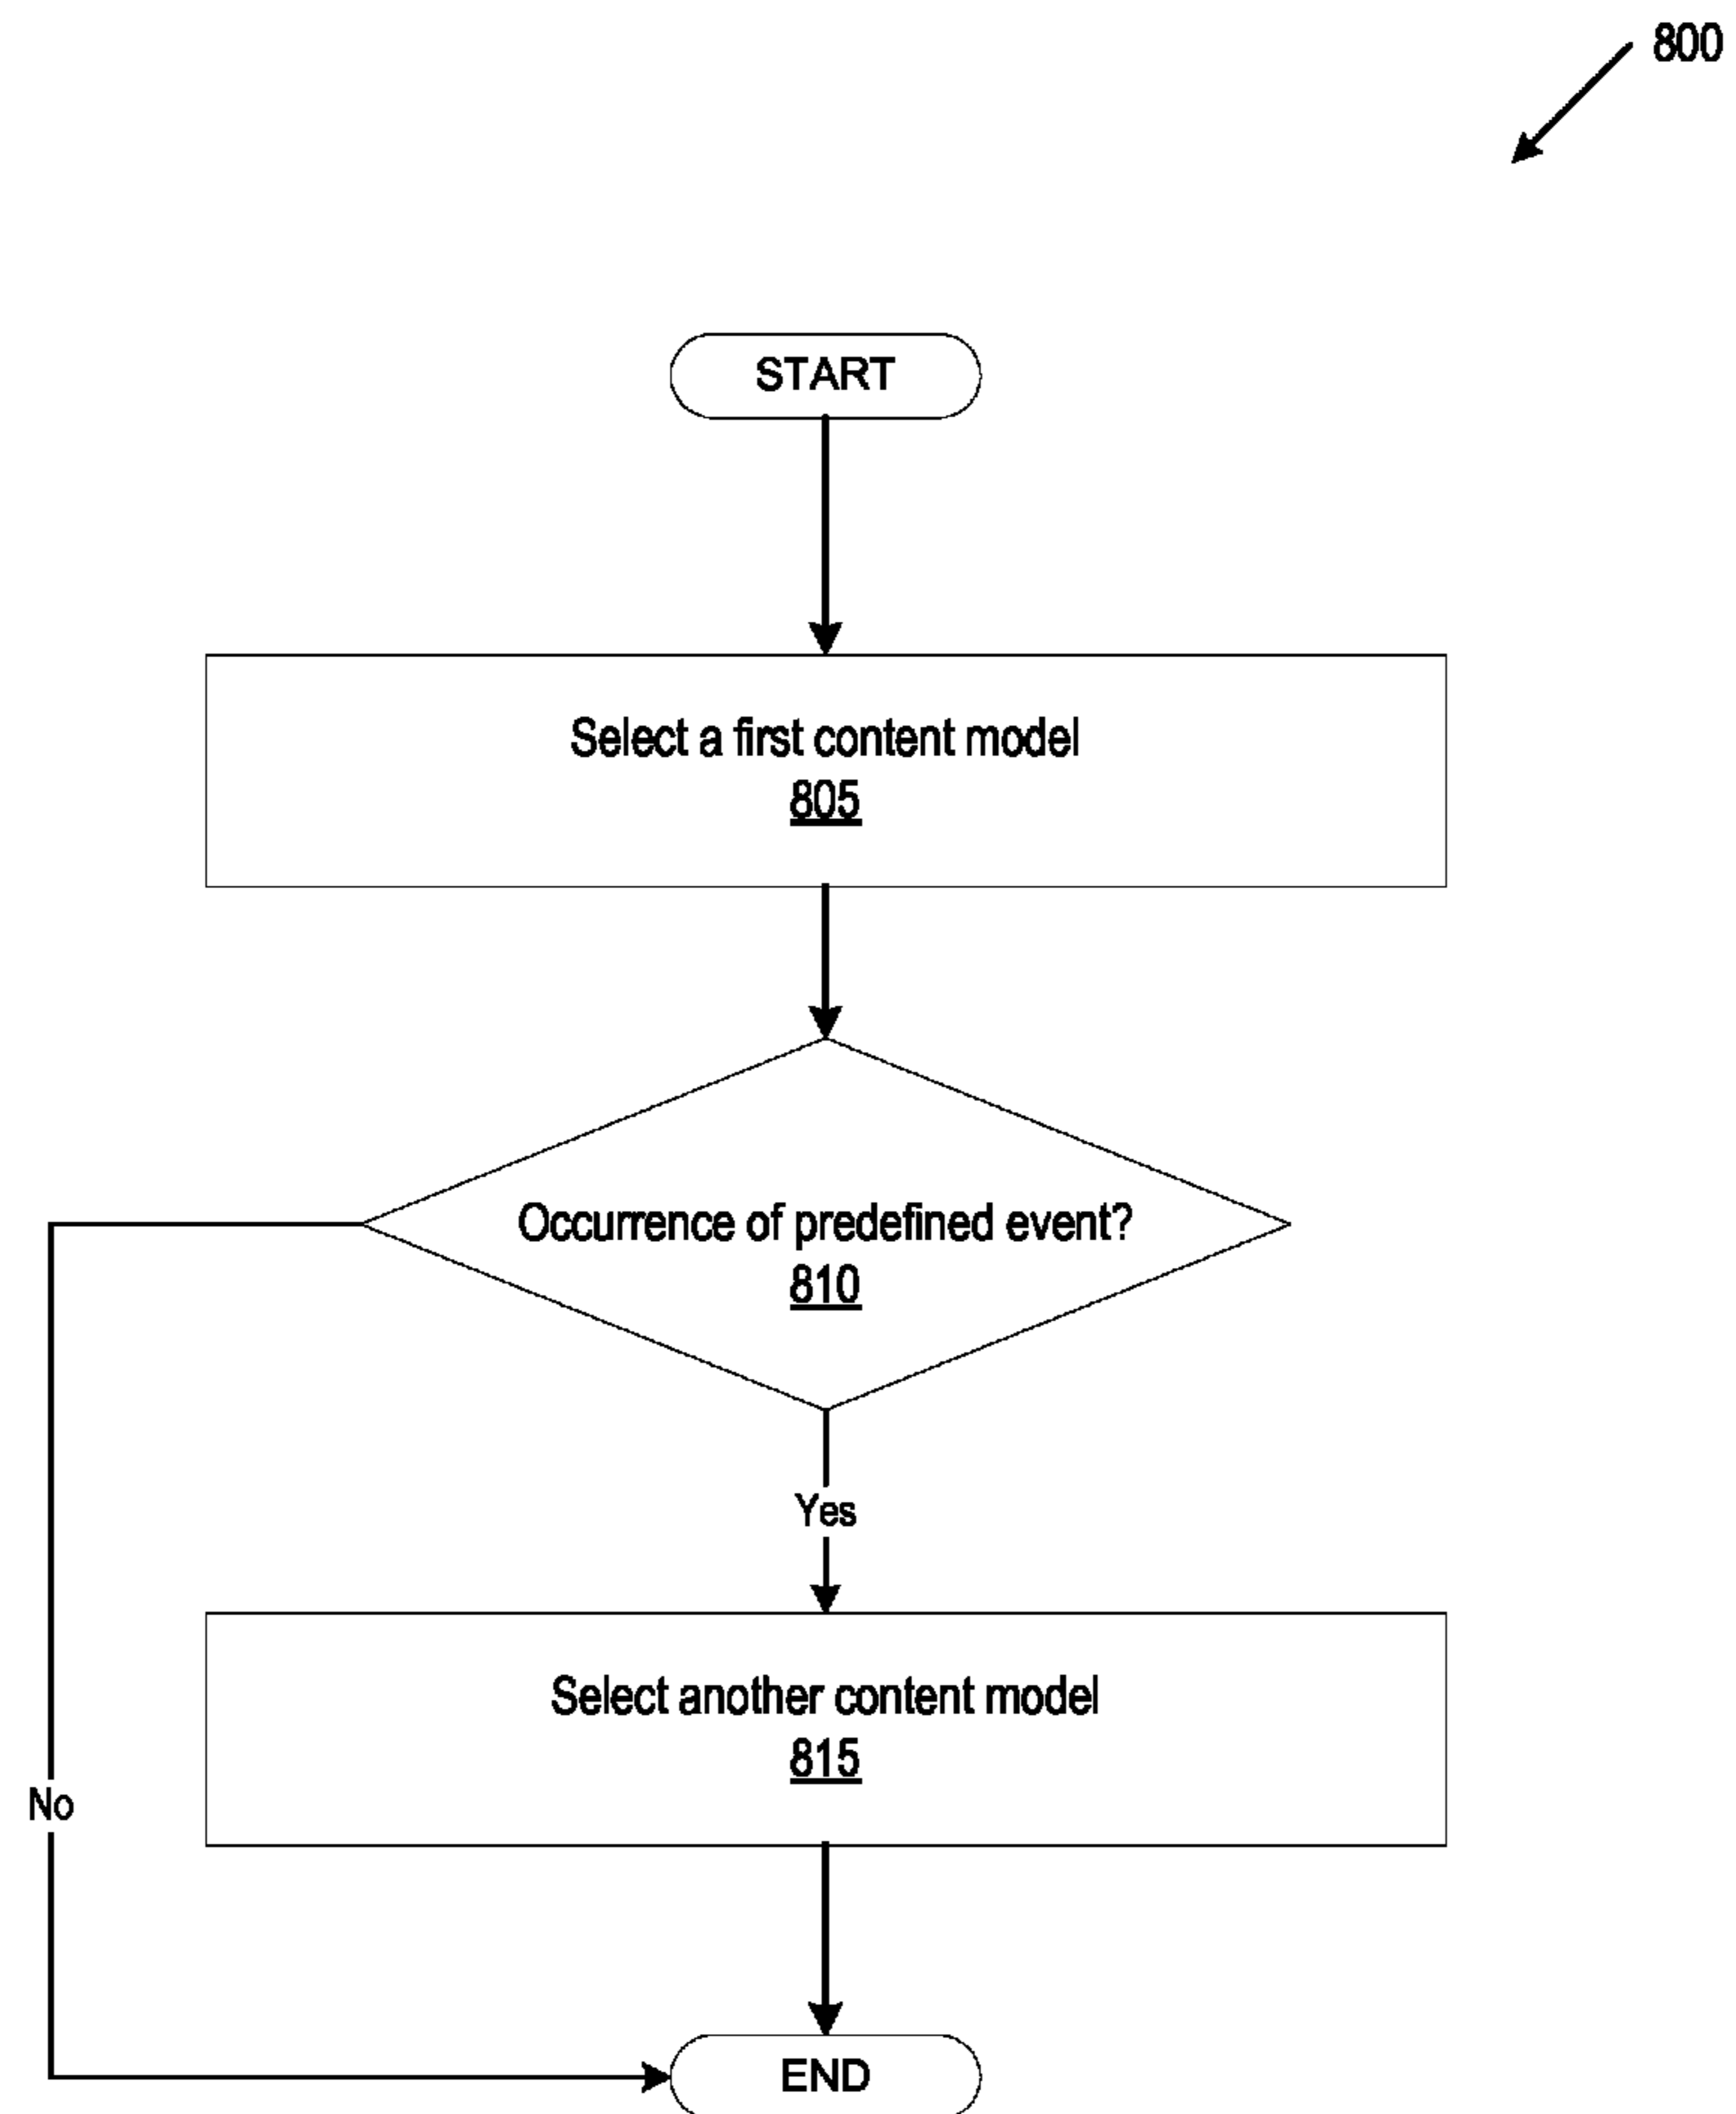 800
START
Select a first content model
805
Occurrence of predefined event?
810
Yes
Select another content model
815
No
END